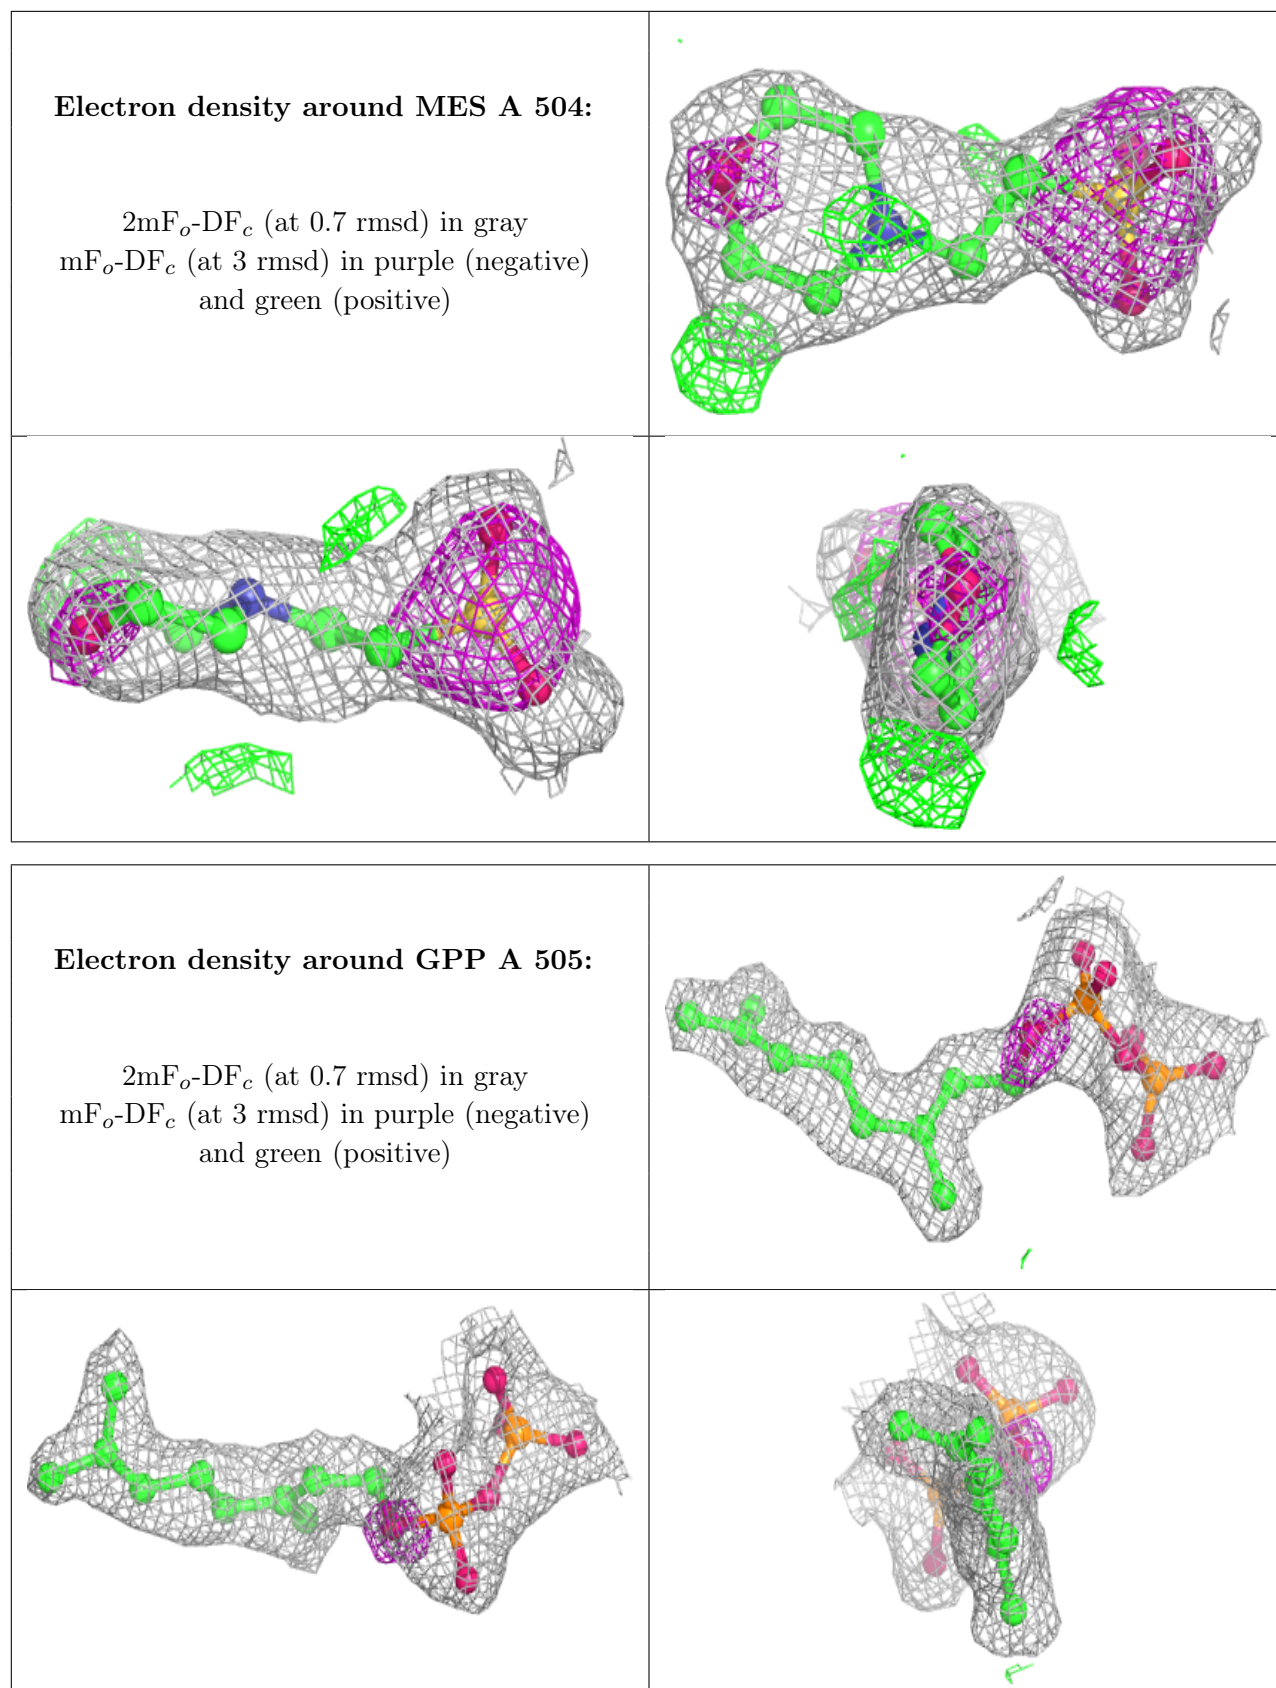 Electron density around MES A 504:
2mFo-DFc (at 0.7 rmsd) in gray
mFo-DFc (at 3 rmsd) in purple (negative)
and green (positive)
Electron density around GPP A 505:
2mFo-DFc (at 0.7 rmsd) in gray
mFo-DFc (at 3 rmsd) in purple (negative)
and green (positive)